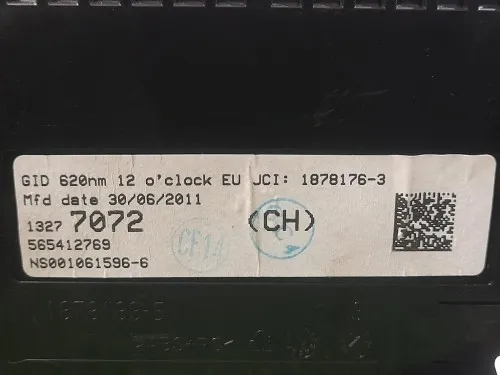 GID 620nm 12 o'clock EU JCI: 1878176-3
Mfd date 30/06/2011
1327 7072 (CH)
565412769
NS001061596-6
CF14